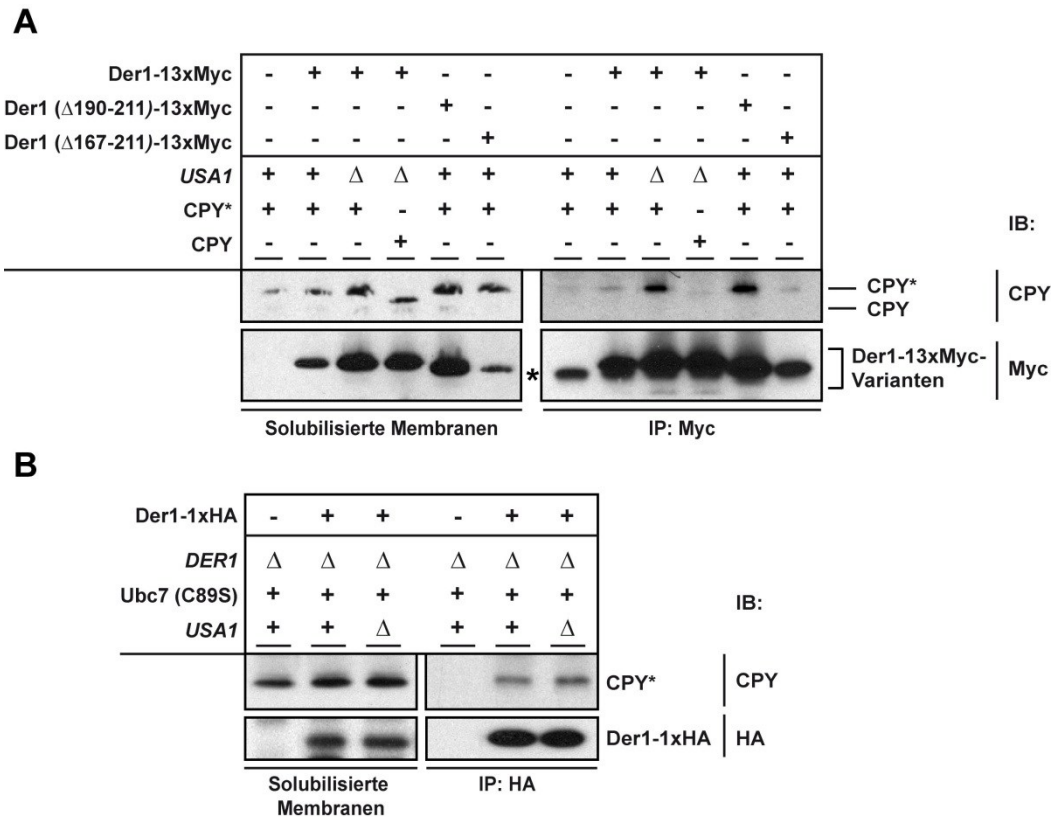 A
Der1-13xMyc - + + + - - - + + + - -
Der1 (Δ190-211)-13xMyc - - - - + - - - - - + -
Der1 (Δ167-211)-13xMyc - - - - - + - - - - - +
USA1 + + Δ Δ + + + + Δ Δ + +
CPY* + + + - + + + + + - + +
CPY - - - + - - - - - + - -
IB:
CPY*
CPY
CPY
*
Der1-13xMyc-
Varianten
Myc
Solubilisierte Membranen IP: Myc
B
Der1-1xHA - + + - + +
DER1 Δ Δ Δ Δ Δ Δ
Ubc7 (C89S) + + + + + +
IB:
USA1 + + Δ + + Δ
CPY* CPY
Der1-1xHA HA
Solubilisierte IP: HA
Membranen